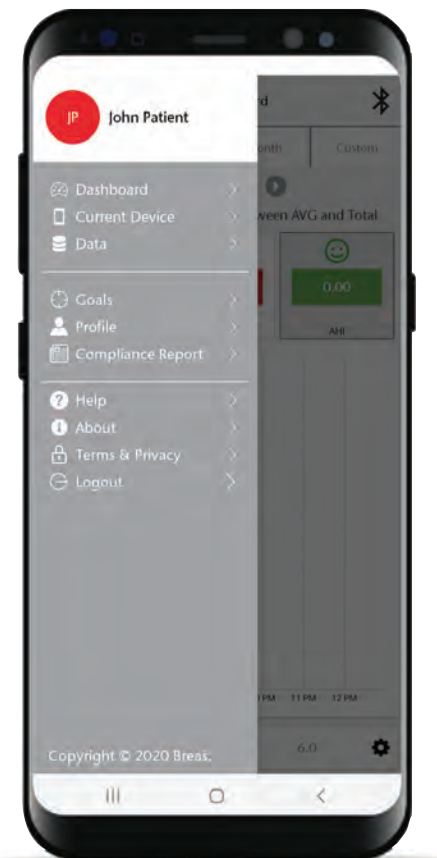 JP
John Patient
Dashboard
Current Device
Data
Goals
Profile
Compliance Report
Help
About
Terms & Privacy
Logout
Copyright © 2020 Breas.
Custom
ween AVG and Total
0.00
AHI
11 PM
12 PM
6.0